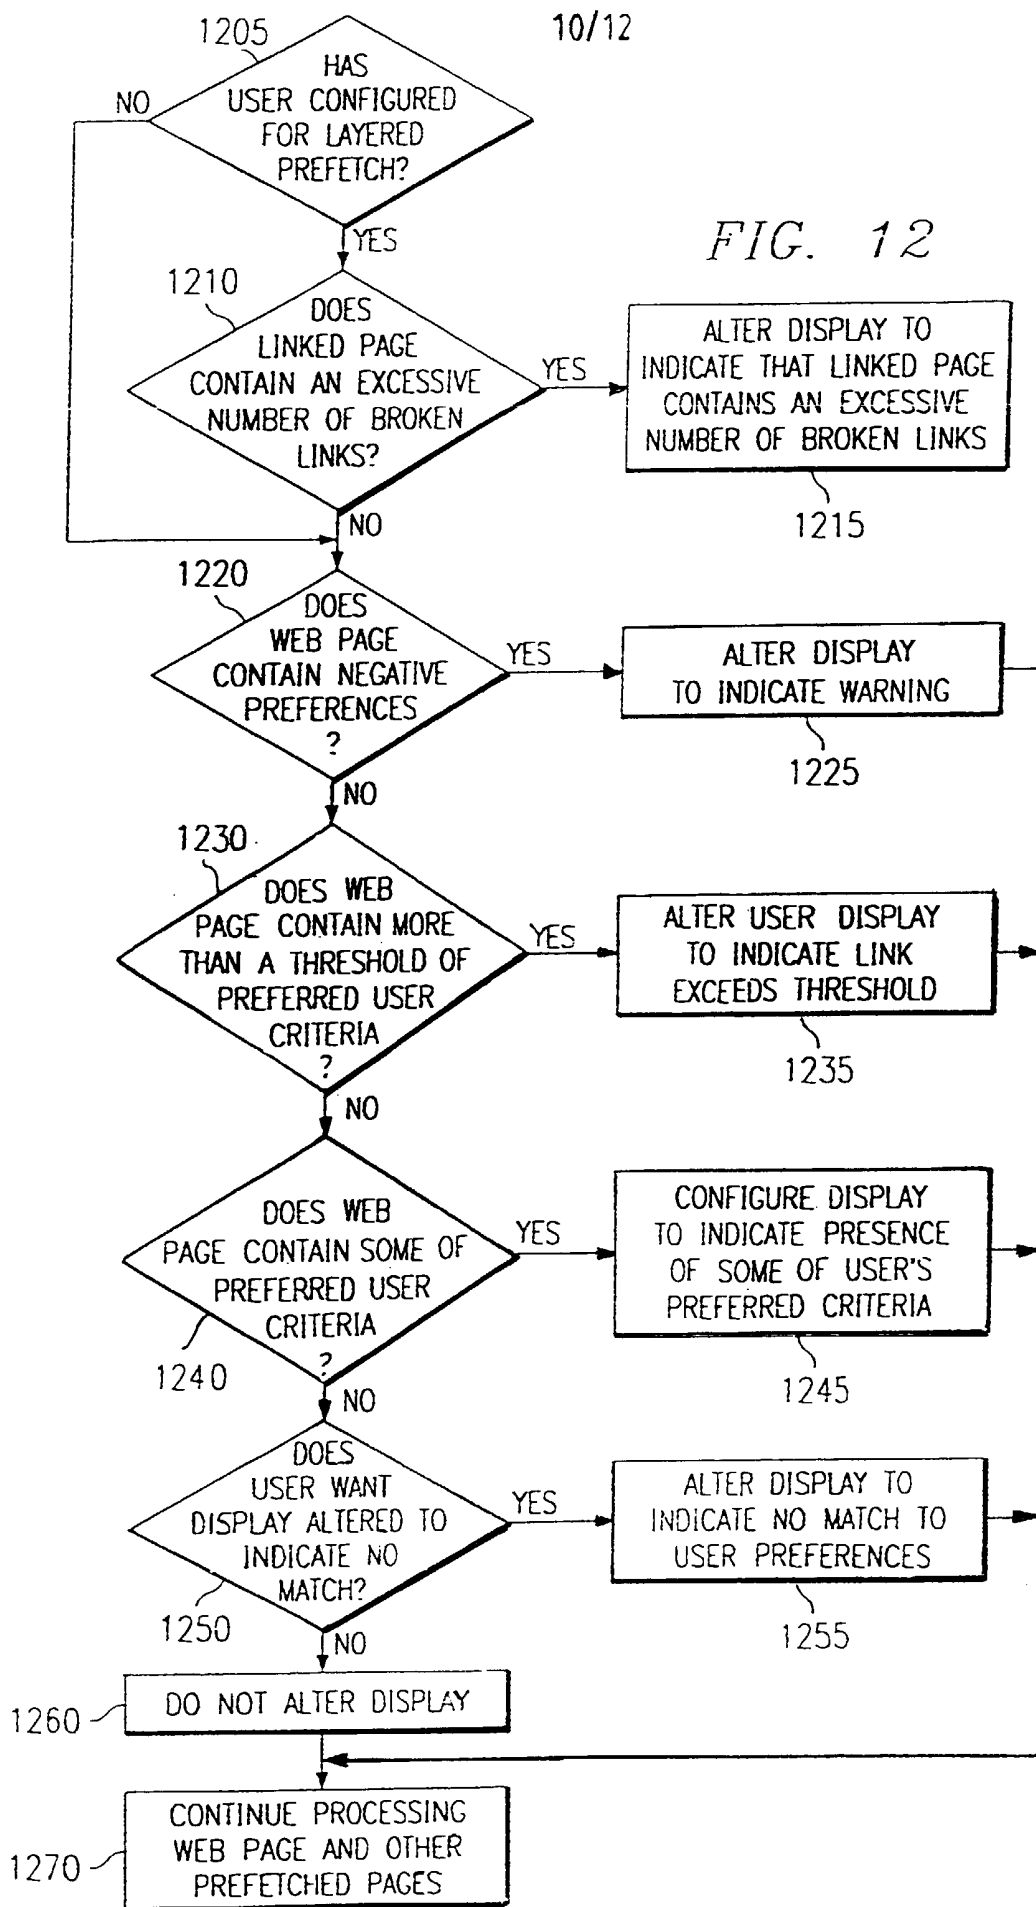 10/12
1205
HAS
USER CONFIGURED
FOR LAYERED
PREFETCH?
NO
YES
FIG. 12
1210
DOES
LINKED PAGE
CONTAIN AN EXCESSIVE
NUMBER OF BROKEN
LINKS?
YES
ALTER DISPLAY TO
INDICATE THAT LINKED PAGE
CONTAINS AN EXCESSIVE
NUMBER OF BROKEN LINKS
1215
NO
1220
DOES
WEB PAGE
CONTAIN NEGATIVE
PREFERENCES
?
YES
ALTER DISPLAY
TO INDICATE WARNING
1225
NO
1230
DOES WEB
PAGE CONTAIN MORE
THAN A THRESHOLD OF
PREFERRED USER
CRITERIA
?
YES
ALTER USER DISPLAY
TO INDICATE LINK
EXCEEDS THRESHOLD
1235
NO
DOES WEB
PAGE CONTAIN SOME OF
PREFERRED USER
CRITERIA
?
1240
YES
CONFIGURE DISPLAY
TO INDICATE PRESENCE
OF SOME OF USER'S
PREFERRED CRITERIA
1245
NO
DOES
USER WANT
DISPLAY ALTERED TO
INDICATE NO
MATCH?
1250
YES
ALTER DISPLAY TO
INDICATE NO MATCH TO
USER PREFERENCES
1255
NO
1260
DO NOT ALTER DISPLAY
1270
CONTINUE PROCESSING
WEB PAGE AND OTHER
PREFETCHED PAGES